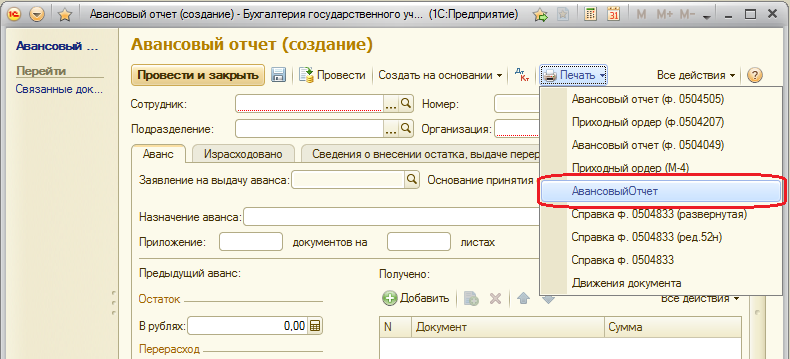 Авансовый отчет (создание) - Бухгалтерия государственного уч... (1С:Предприятие)
M M+ M-
Авансовый ...
Перейти
Связанные док...
Авансовый отчет (создание)
Провести и закрыть Провести Создать на основании Дт Кт Печать Все действия ?
Сотрудник: ... Номер:
Подразделение: ... Организация:
Аванс Израсходовано Сведения о внесении остатка, выдаче перер
Заявление на выдачу аванса: Основание принятия
Назначение аванса:
Приложение: документов на листах
Предыдущий аванс: Получено:
Остаток Добавить Все действия
В рублях: 0,00 N Документ Сумма
Перерасход
Авансовый отчет (ф. 0504505)
Приходный ордер (ф. 0504207)
Авансовый отчет (ф. 0504049)
Приходный ордер (М-4)
АвансовыйОтчет
Справка ф. 0504833 (развернутая)
Справка ф. 0504833 (ред.52н)
Справка ф. 0504833
Движения документа